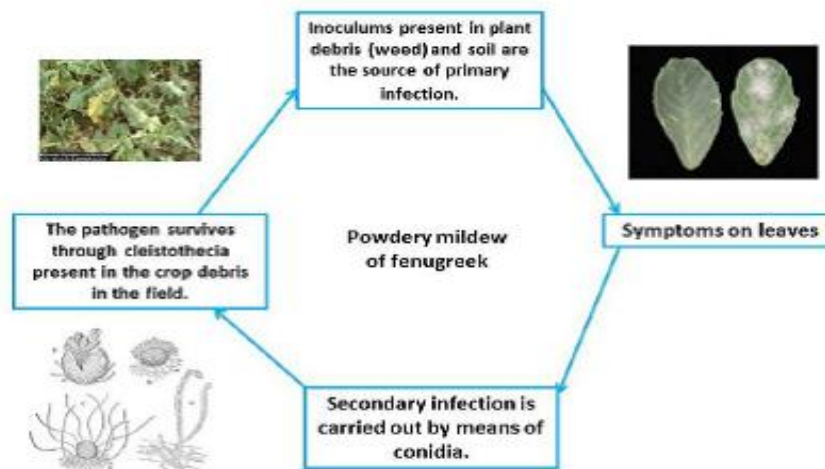 Inoculums present in plant
debris (weed) and soil are
the source of primary
infection.
The pathogen survives
through cleistothecia
present in the crop debris
in the field.
Powdery mildew
of fenugreek
Symptoms on leaves
Secondary infection is
carried out by means of
conidia.